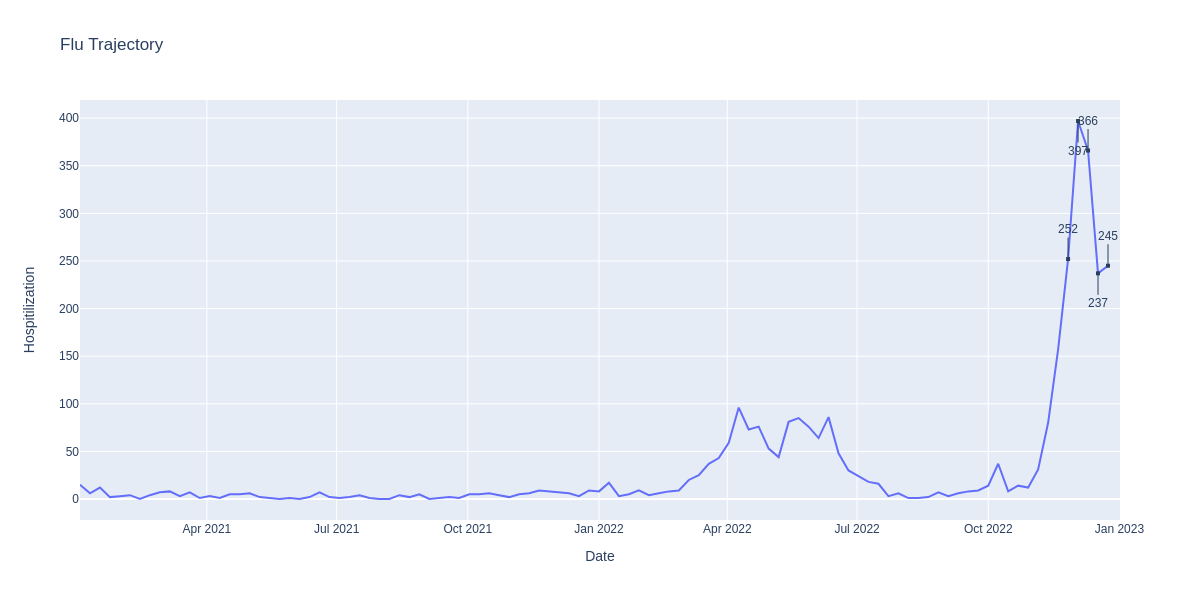 Flu Trajectory
400
350
300
250
200
150
100
50
0
Hospitilization
366
397
252
245
237
Apr 2021
Jul 2021
Oct 2021
Jan 2022
Apr 2022
Jul 2022
Oct 2022
Jan 2023
Date